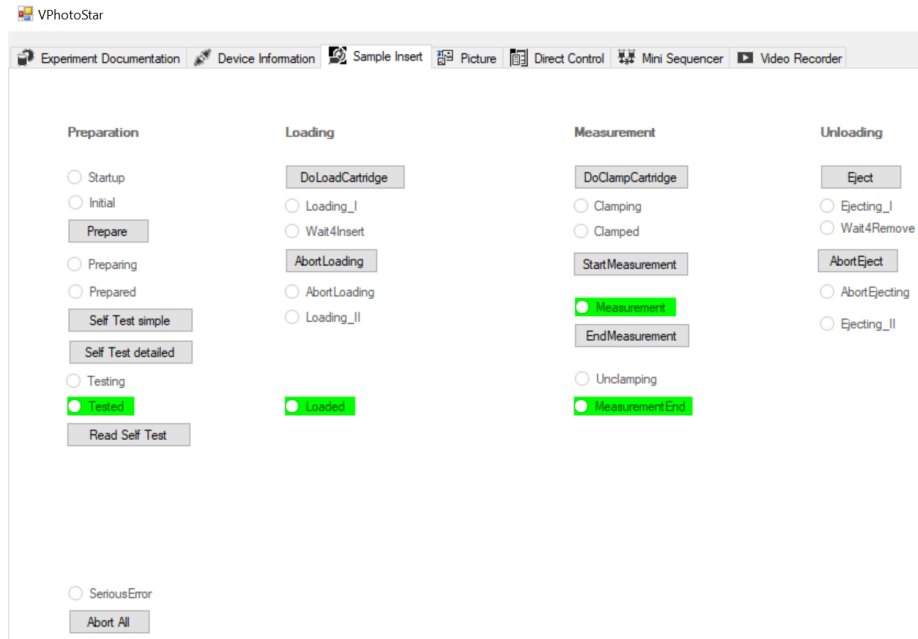 VPhotoStar
Experiment Documentation Device Information Sample Insert Picture Direct Control Mini Sequencer Video Recorder
Preparation
Startup
Initial
Prepare
Preparing
Prepared
Self Test simple
Self Test detailed
Testing
Tested
Read Self Test
SeriousError
Abort All
Loading
DoLoadCartridge
Loading_I
Wait4Insert
AbortLoading
AbortLoading
Loading_II
Loaded
Measurement
DoClampCartridge
Clamping
Clamped
StartMeasurement
Measurement
EndMeasurement
Unclamping
MeasurementEnd
Unloading
Eject
Ejecting_I
Wait4Remove
AbortEject
AbortEjecting
Ejecting_II